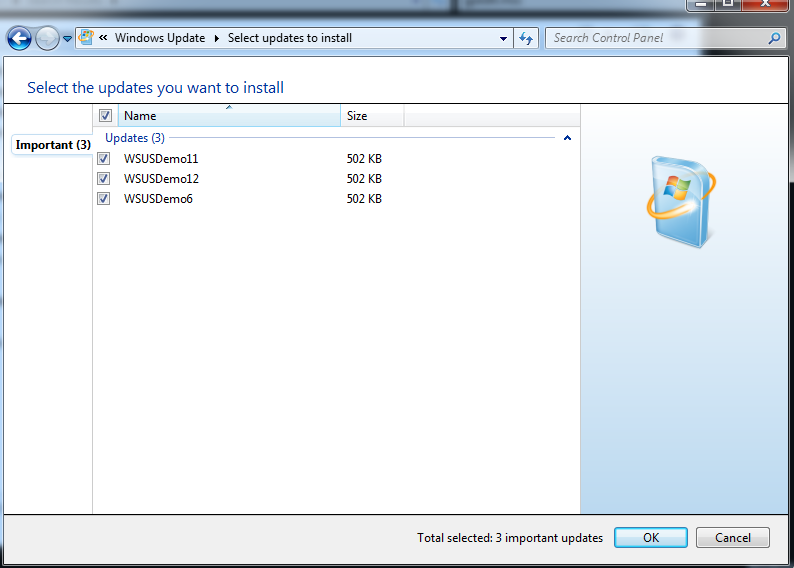 « Windows Update ▸ Select updates to install
Search Control Panel
Select the updates you want to install
Name Size
Important (3)
Updates (3)
WSUSDemo11 502 KB
WSUSDemo12 502 KB
WSUSDemo6 502 KB
Total selected: 3 important updates OK Cancel